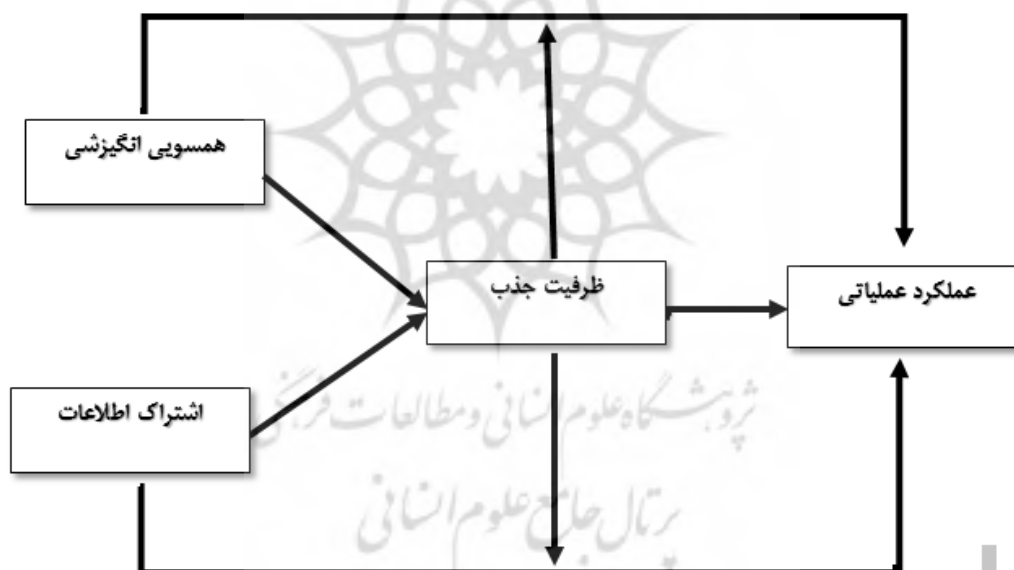 همسویی انگیزشی
ظرفیت جذب
عملکرد عملیاتی
اشتراک اطلاعات
پژوهشگاه علوم انسانی و مطالعات فرهنگی
پرتال جامع علوم انسانی